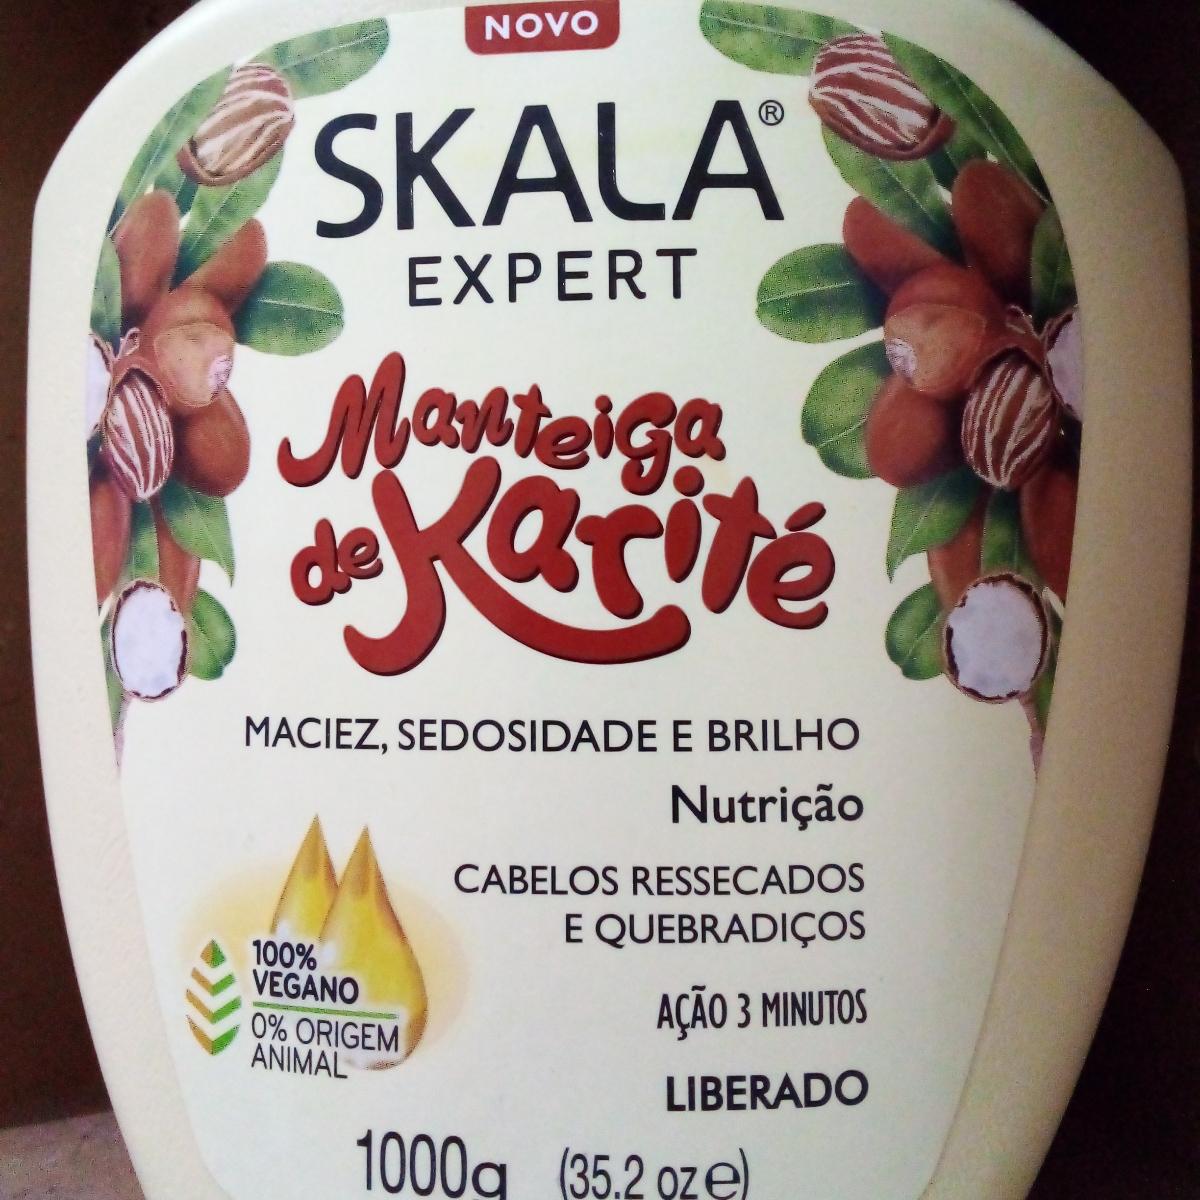 NOVO
SKALA®
EXPERT
Manteiga
de Karité
MACIEZ, SEDOSIDADE E BRILHO
Nutrição
CABELOS RESSECADOS
E QUEBRADIÇOS
AÇÃO 3 MINUTOS
LIBERADO
100%
VEGANO
0% ORIGEM
ANIMAL
1000g (35.2 oz e)